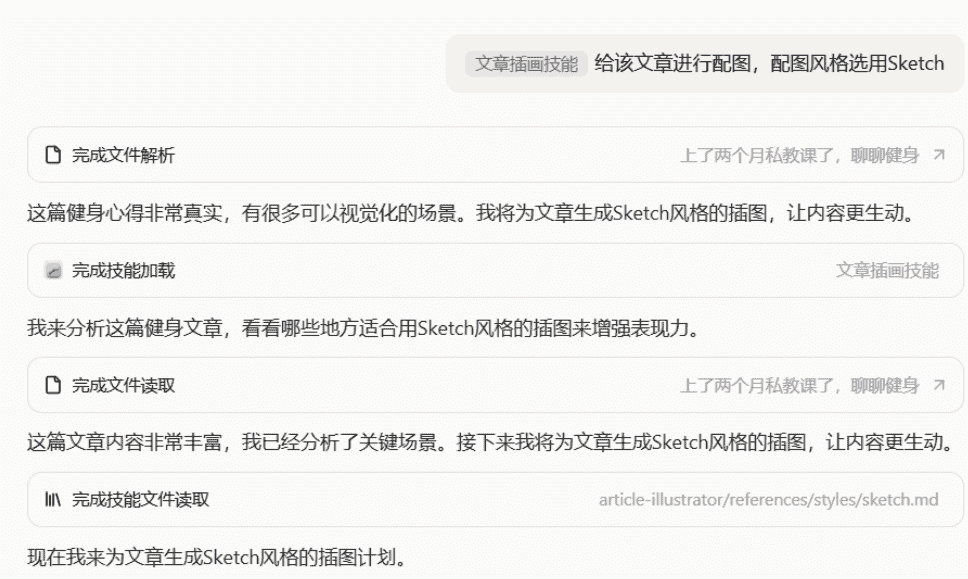 文章插画技能 给该文章进行配图，配图风格选用Sketch
完成文件解析 上了两个月私教课了，聊聊健身
这篇健身心得非常真实，有很多可以视觉化的场景。我将为文章生成Sketch风格的插图，让内容更生动。
完成技能加载 文章插画技能
我来分析这篇健身文章，看看哪些地方适合用Sketch风格的插图来增强表现力。
完成文件读取 上了两个月私教课了，聊聊健身
这篇文章内容非常丰富，我已经分析了关键场景。接下来我将为文章生成Sketch风格的插图，让内容更生动。
完成技能文件读取 article-illustrator/references/styles/sketch.md
现在我来为文章生成Sketch风格的插图计划。